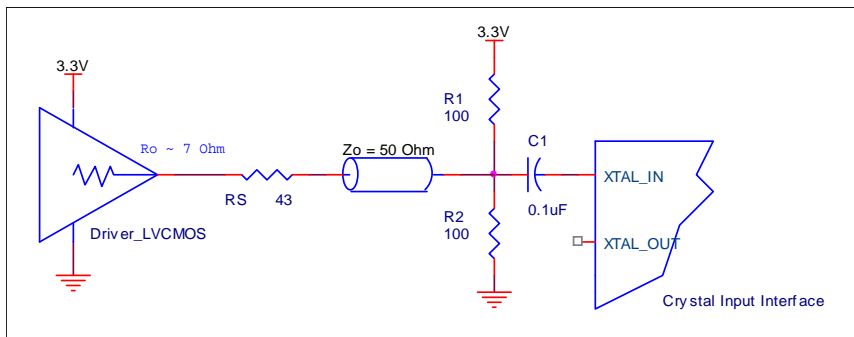 3.3V
3.3V
R1
100
Ro ~ 7 Ohm
Zo = 50 Ohm
C1
XTAL_IN
RS 43
0.1uF
R2
100
Driver_LVCMOS
XTAL_OUT
Crystal Input Interface